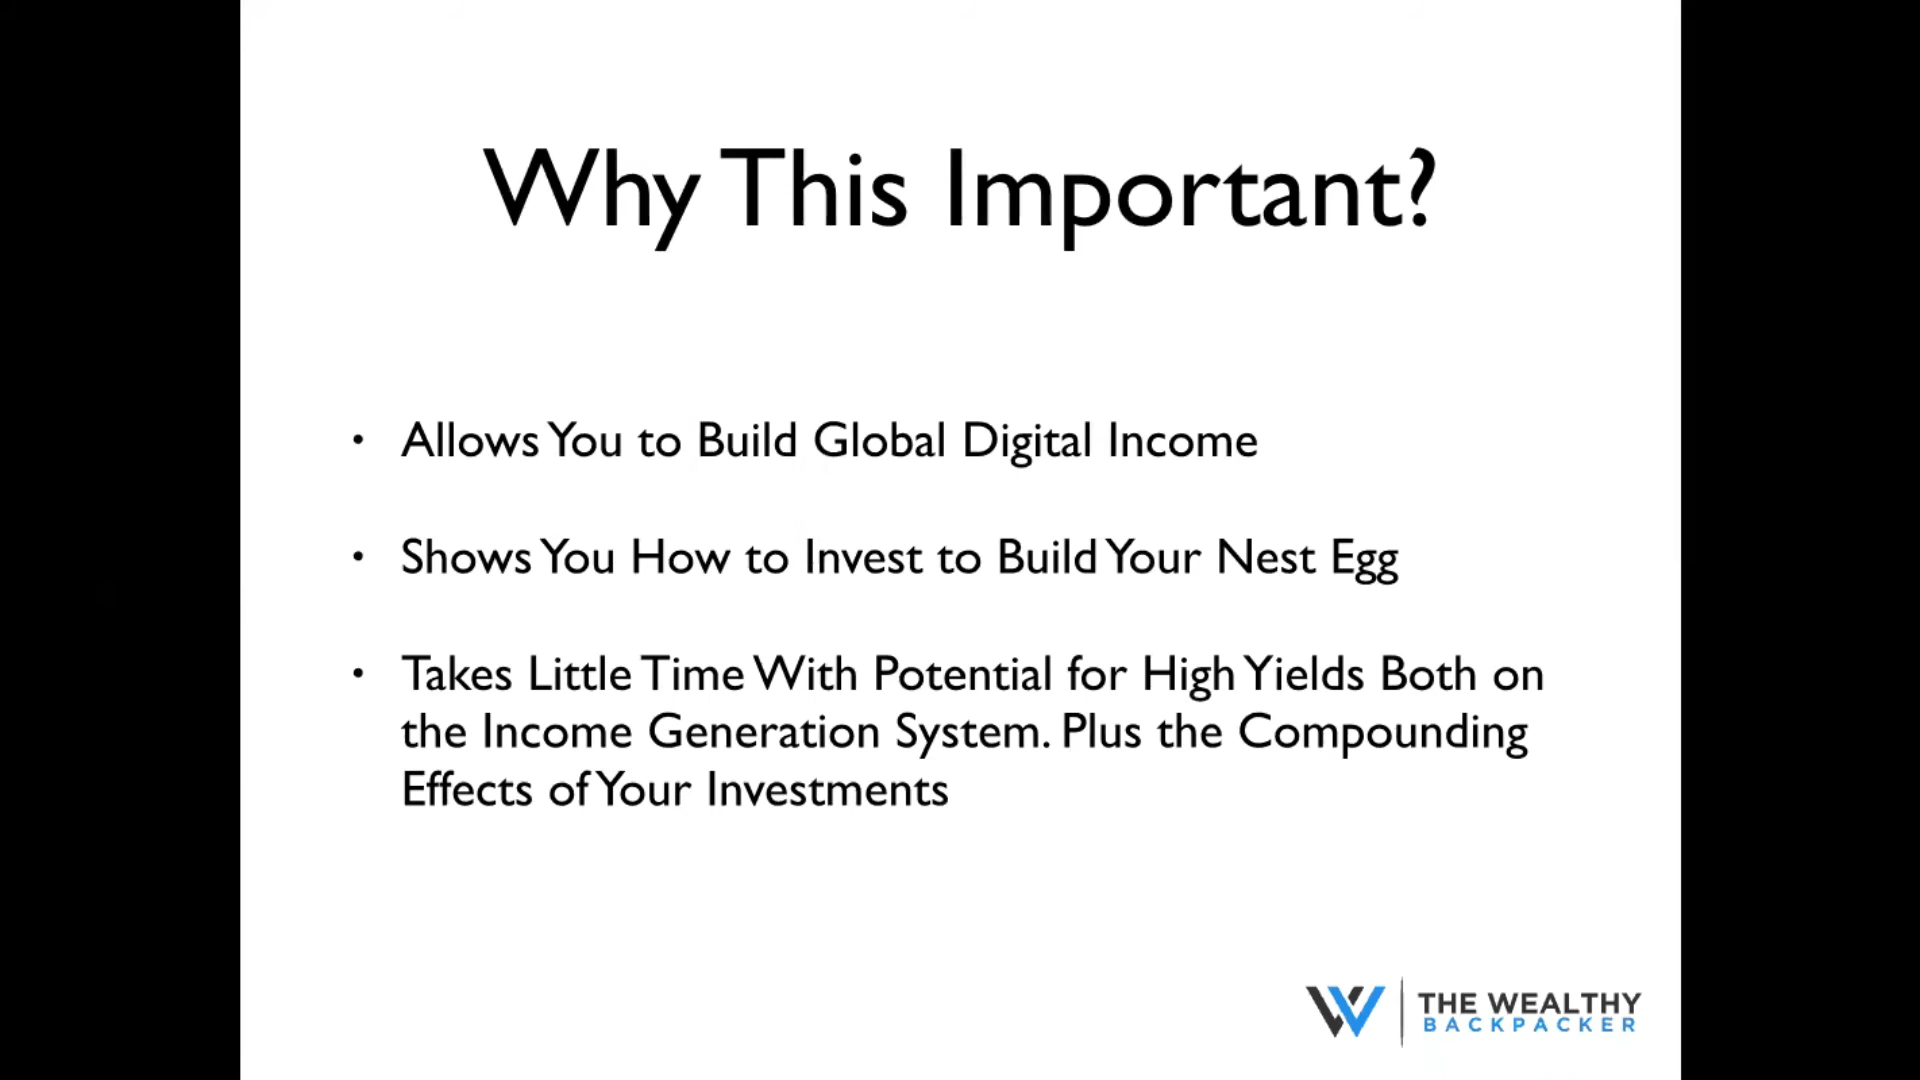 Why This Important?
• Allows You to Build Global Digital Income
• Shows You How to Invest to Build Your Nest Egg
• Takes Little Time With Potential for High Yields Both on
the Income Generation System. Plus the Compounding
Effects of Your Investments
THE WEALTHY
BACKPACKER